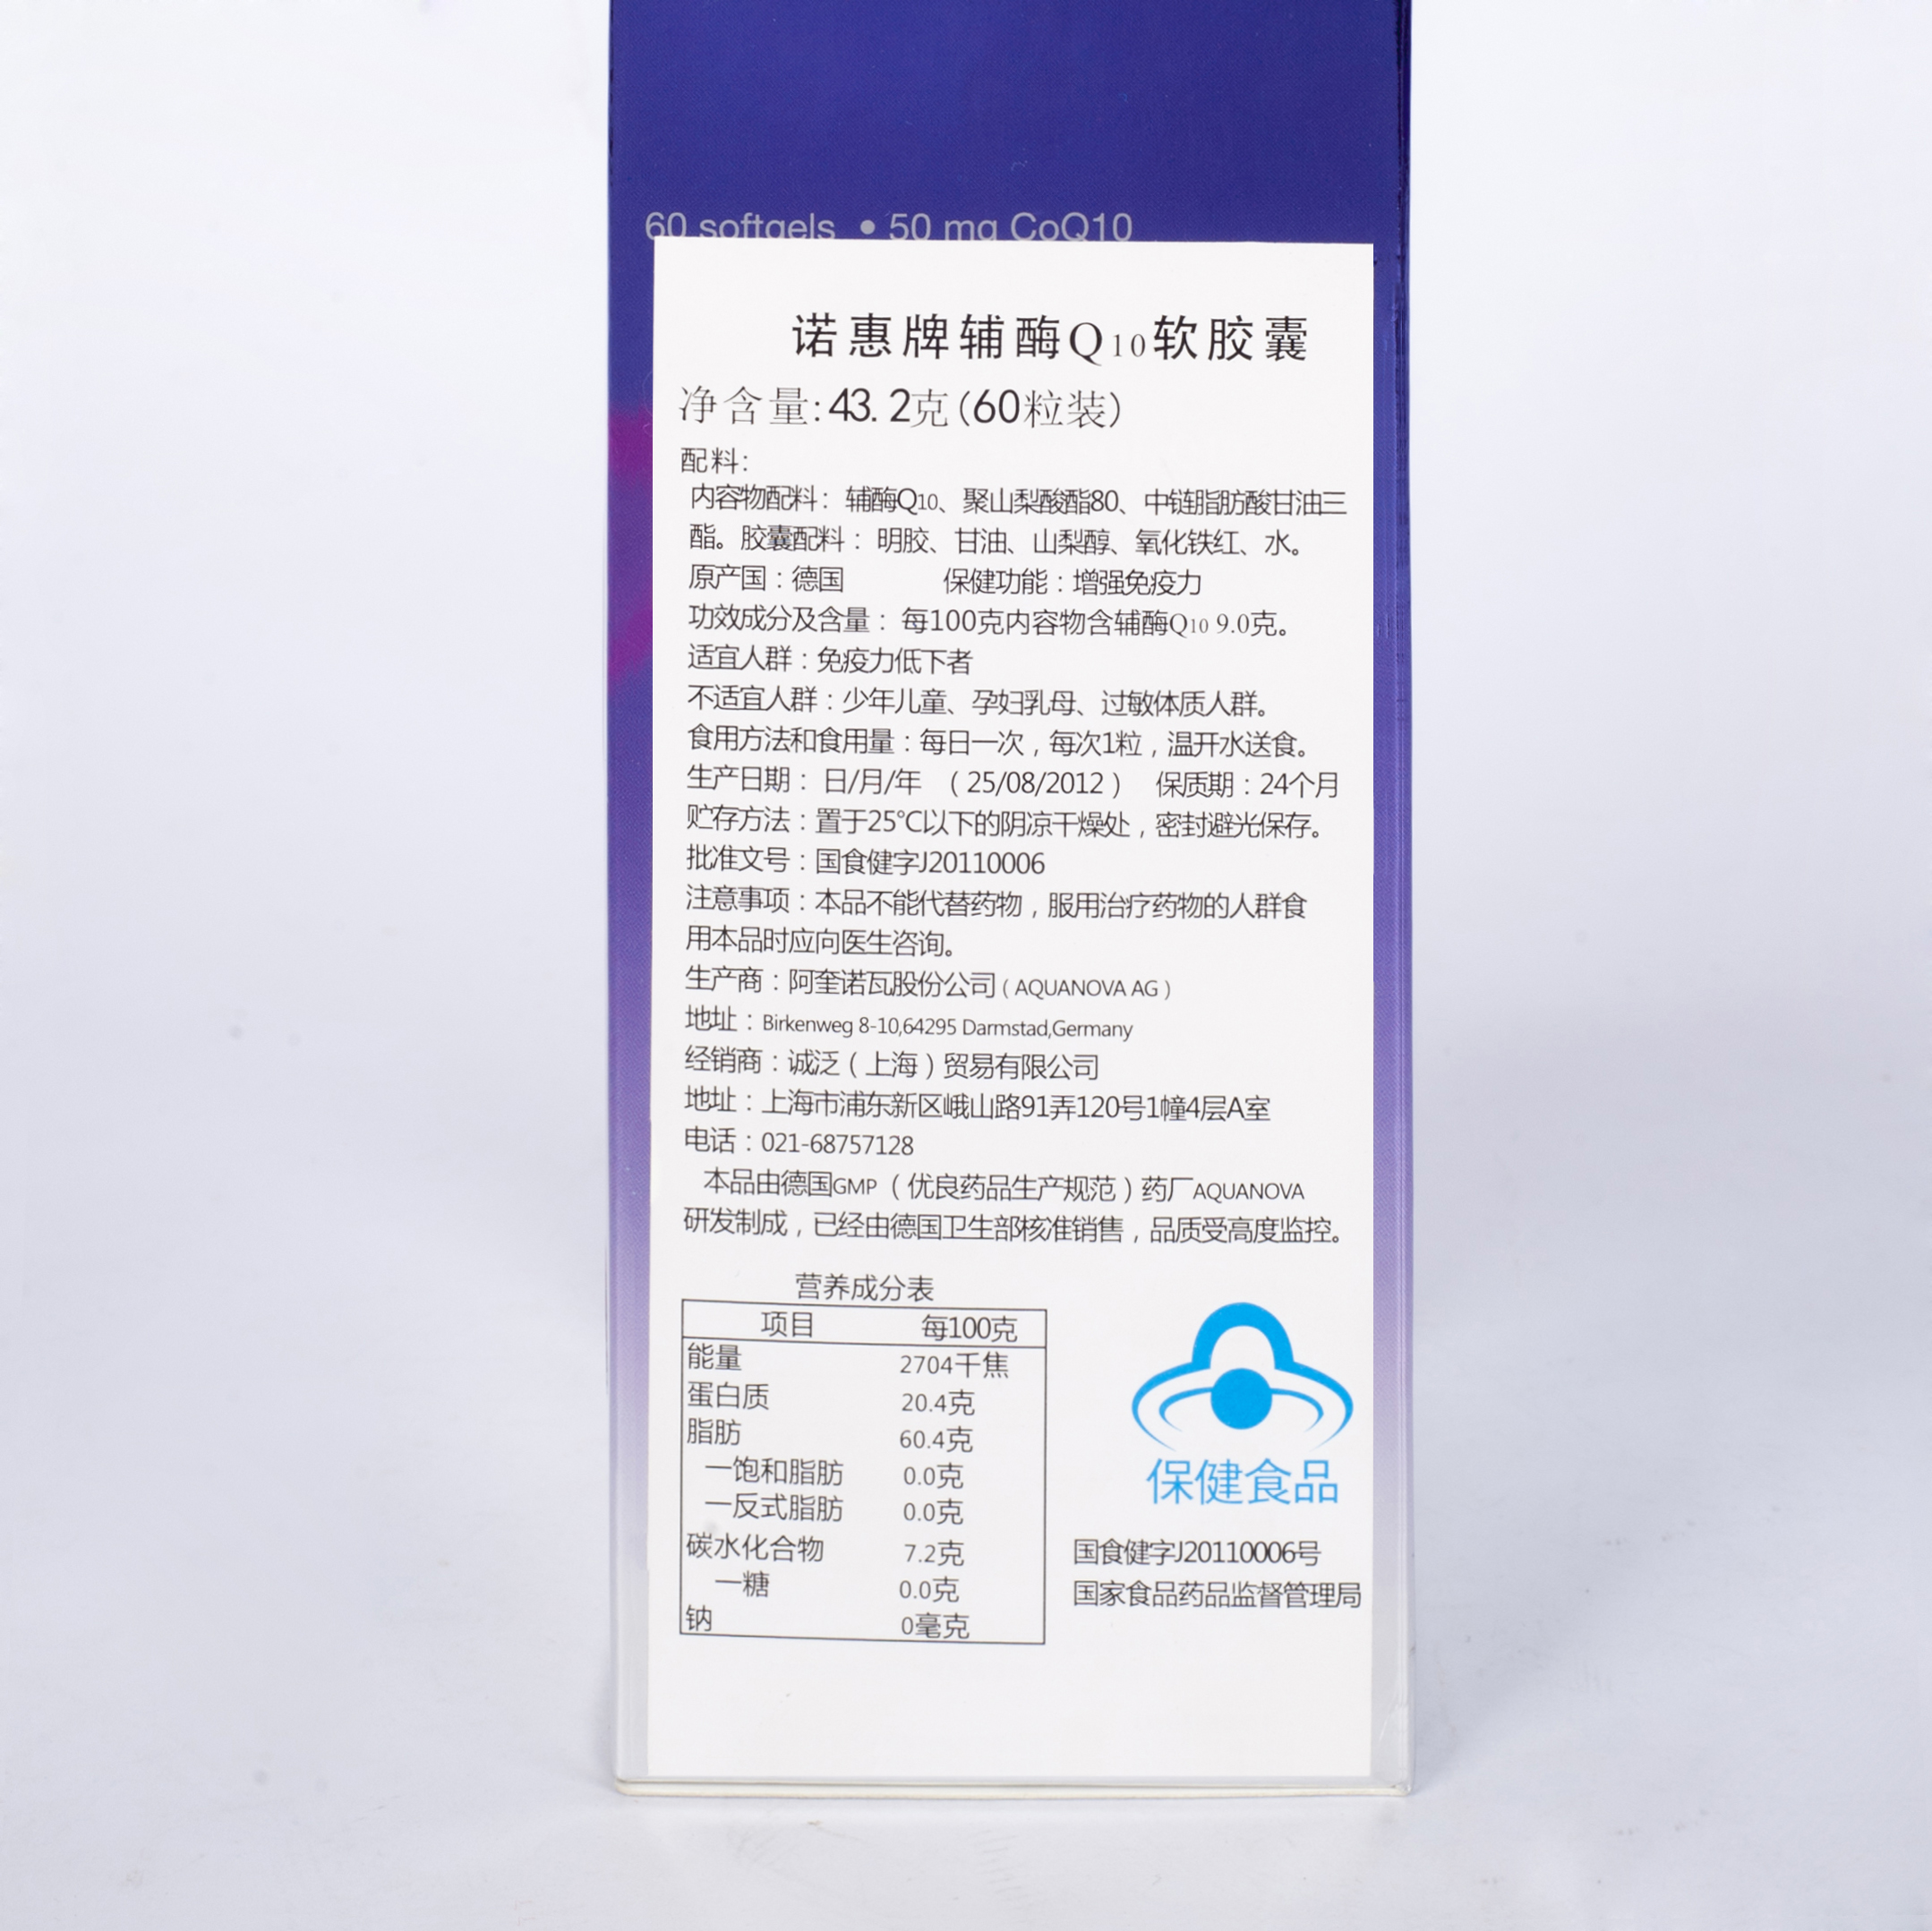 60 softgels • 50 mg CoQ10
诺惠牌辅酶Q10软胶囊
净含量:43.2克(60粒装)
配料:
内容物配料：辅酶Q10、聚山梨酸酯80、中链脂肪酸甘油三
酯。胶囊配料：明胶、甘油、山梨醇、氧化铁红、水。
原产国：德国 保健功能：增强免疫力
功效成分及含量：每100克内容物含辅酶Q10 9.0克。
适宜人群：免疫力低下者
不适宜人群：少年儿童、孕妇乳母、过敏体质人群。
食用方法和食用量：每日一次，每次1粒，温开水送食。
生产日期：日/月/年（25/08/2012） 保质期：24个月
贮存方法：置于25℃以下的阴凉干燥处，密封避光保存。
批准文号：国食健字J20110006
注意事项：本品不能代替药物，服用治疗药物的人群食
用本品时应向医生咨询。
生产商：阿奎诺瓦股份公司（AQUANOVA AG）
地址：Birkenweg 8-10,64295 Darmstad,Germany
经销商：诚泛（上海）贸易有限公司
地址：上海市浦东新区峨山路91弄120号1幢4层A室
电话：021-68757128
本品由德国GMP（优良药品生产规范）药厂AQUANOVA
研发制成，已经由德国卫生部核准销售，品质受高度监控。
营养成分表
项目 每100克
能量 2704千焦
蛋白质 20.4克
脂肪 60.4克
一饱和脂肪 0.0克
一反式脂肪 0.0克
碳水化合物 7.2克
一糖 0.0克
钠 0毫克
保健食品
国食健字J20110006号
国家食品药品监督管理局